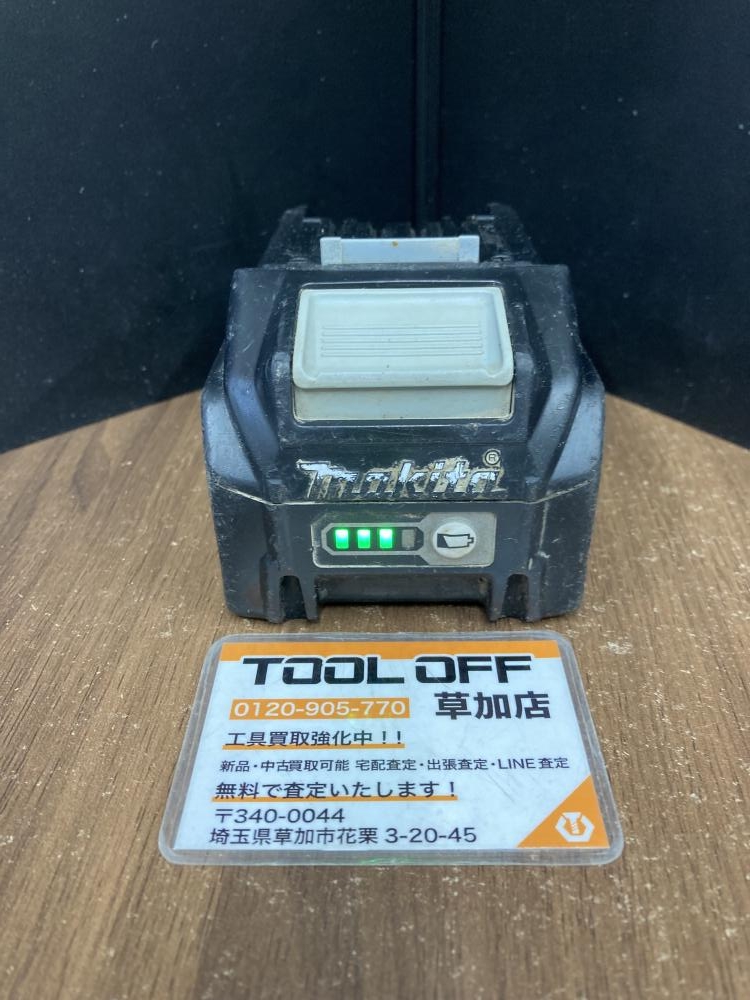 makita®
TOOL OFF
0120-905-770 草加店
工具買取強化中!!
新品・中古買取可能 宅配査定・出張査定・LINE査定
無料で査定いたします!
〒340-0044
埼玉県草加市花栗 3-20-45